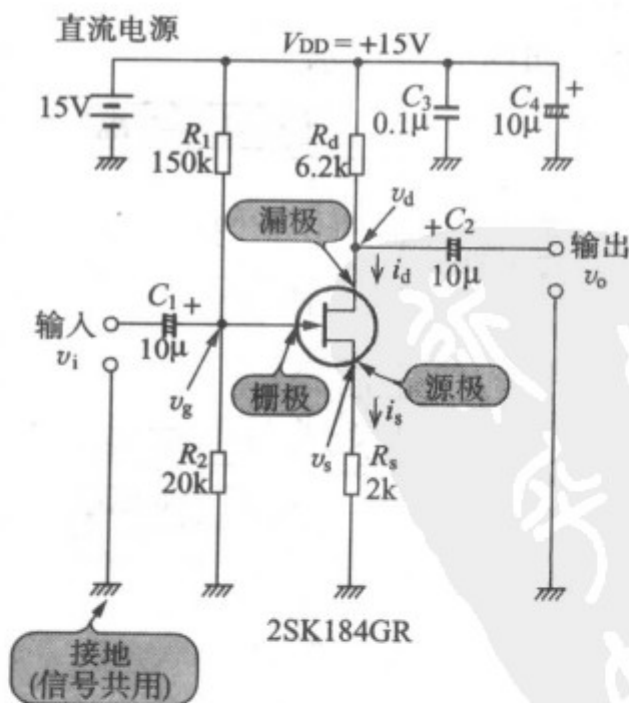 直流电源
VDD = +15V
15V
R1
150k
Rd
6.2k
C3
0.1μ
C4
+
10μ
漏极
vd
+
C2
10μ
输出
vo
id
输入
vi
C1
+
10μ
vg
栅极
源极
is
vs
R2
20k
Rs
2k
接地
(信号共用)
2SK184GR